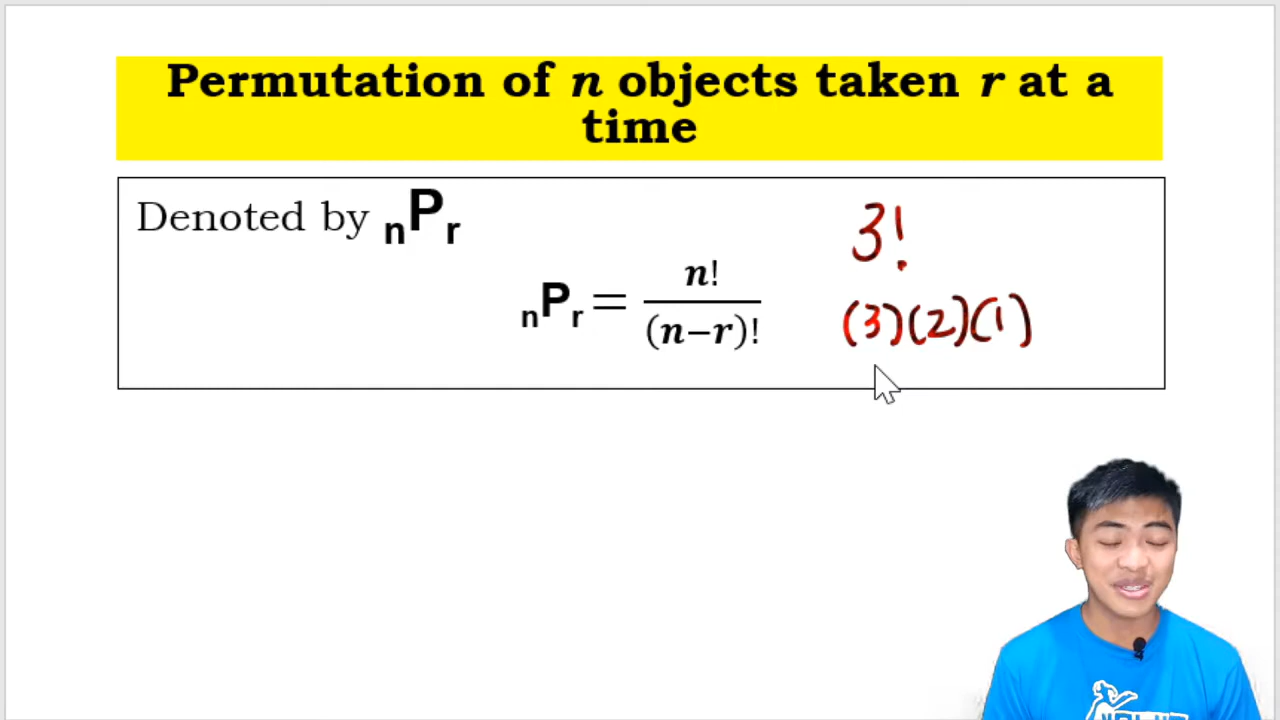 Permutation of n objects taken r at a
time
Denoted by nPr
3!
nPr = n!/(n−r)!
(3)(2)(1)